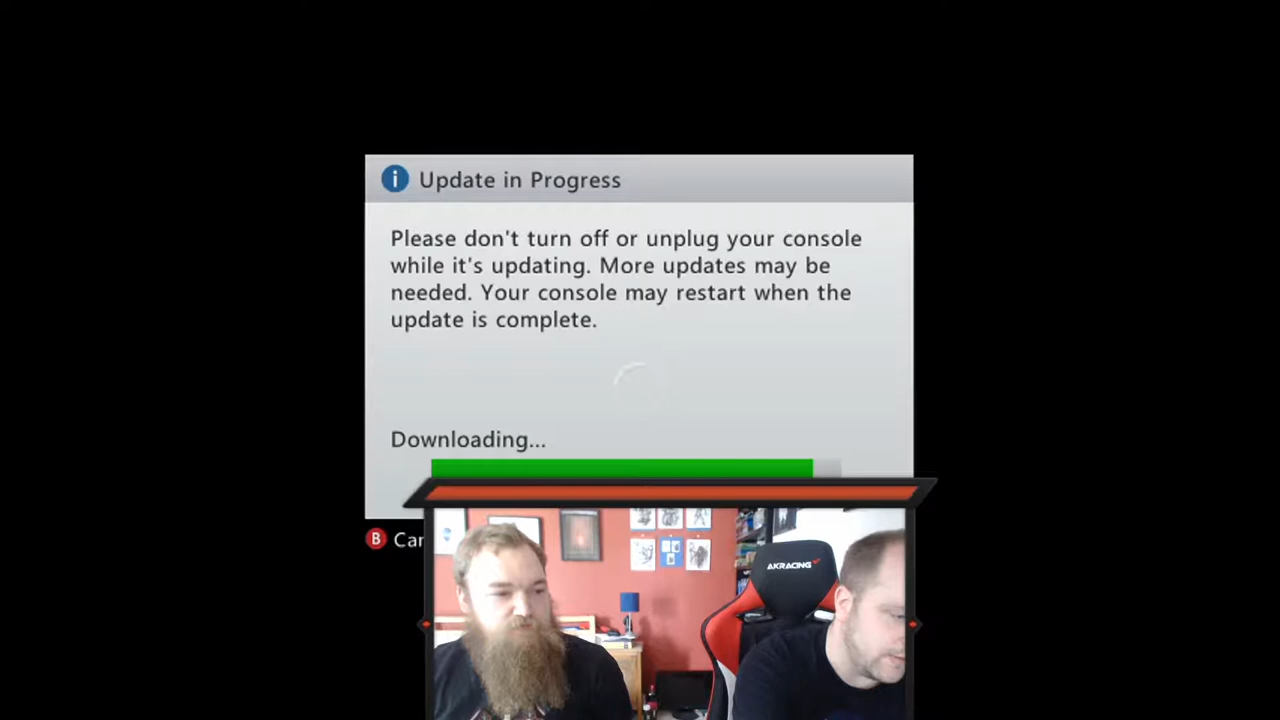 i Update in Progress
Please don't turn off or unplug your console
while it's updating. More updates may be
needed. Your console may restart when the
update is complete.
Downloading...
B Can
AKRACING